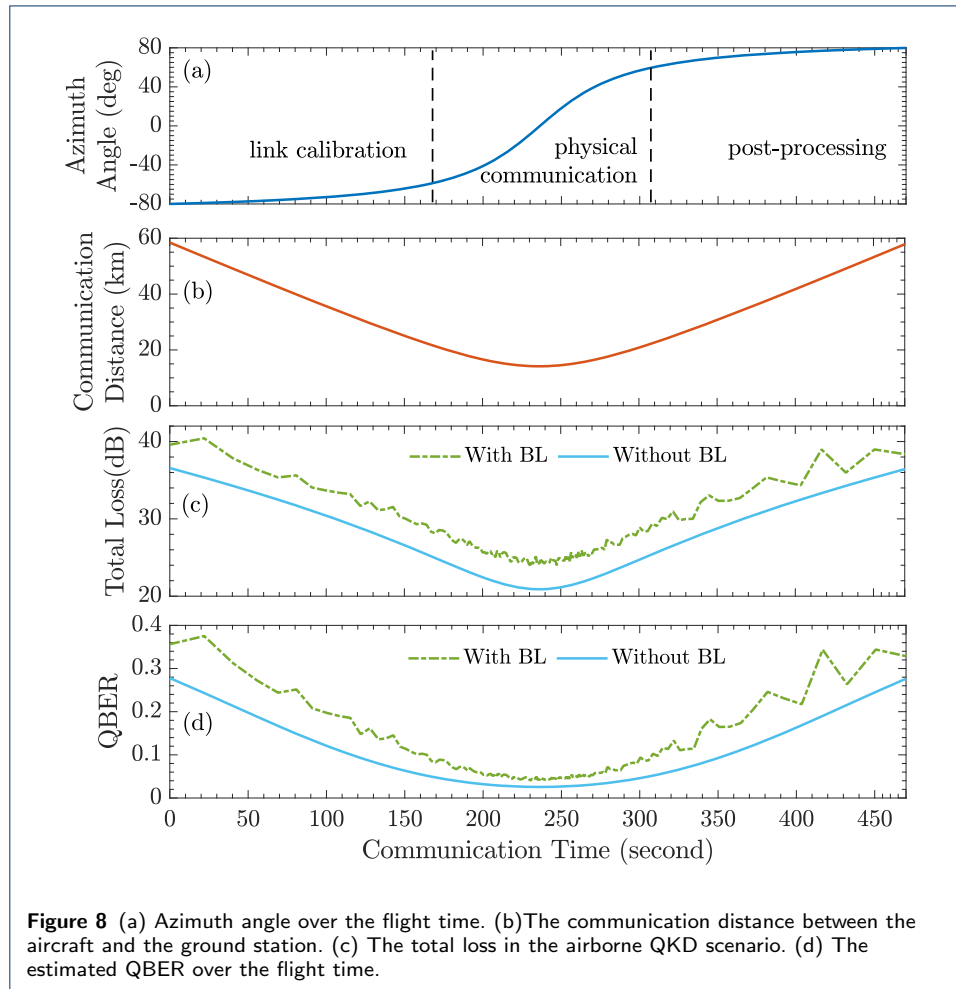 80
40
0
-40
-80
Azimuth
Angle (deg)
(a)
link calibration
physical
communication
post-processing
60
40
20
0
Communication
Distance (km)
(b)
40
30
20
Total Loss(dB)
With BL
Without BL
(c)
0.4
0.3
0.2
0.1
0
QBER
With BL
Without BL
(d)
0 50 100 150 200 250 300 350 400 450
Communication Time (second)
Figure 8 (a) Azimuth angle over the flight time. (b)The communication distance between the
aircraft and the ground station. (c) The total loss in the airborne QKD scenario. (d) The
estimated QBER over the flight time.